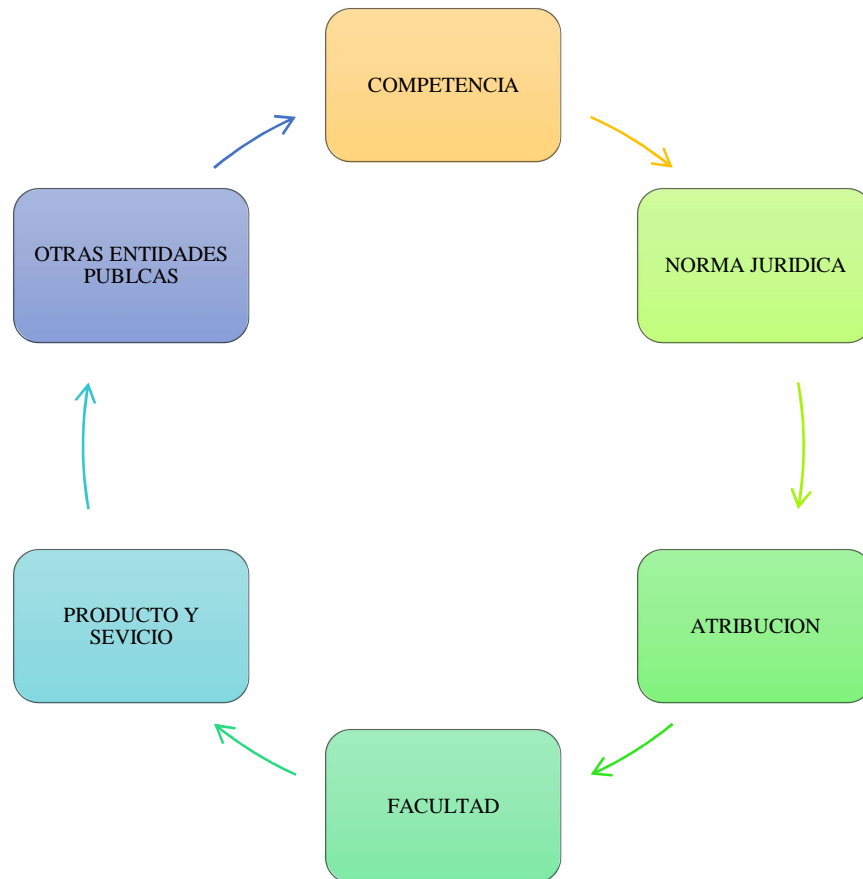 COMPETENCIA
NORMA JURIDICA
ATRIBUCION
FACULTAD
PRODUCTO Y
SEVICIO
OTRAS ENTIDADES
PUBLCAS